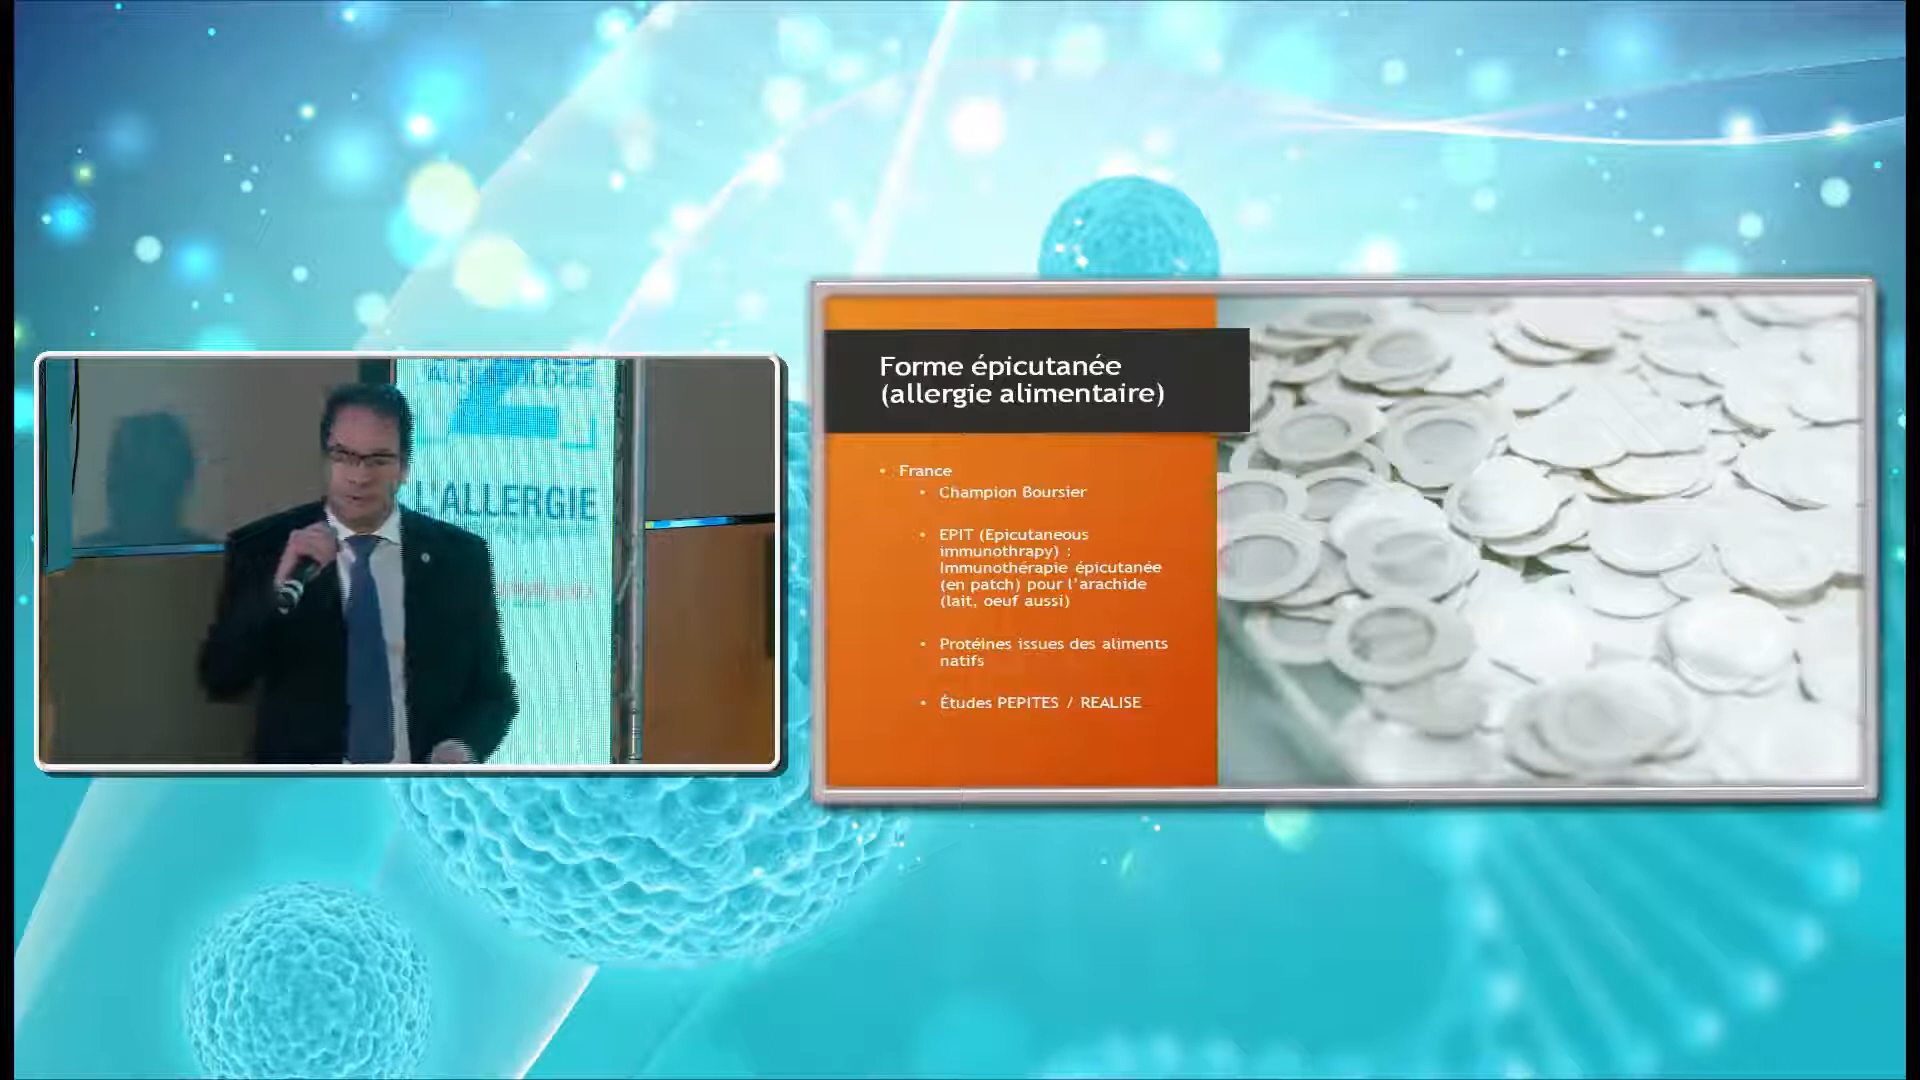 L'ALLERGIE
Forme épicutanée
(allergie alimentaire)
• France
• Champion Boursier
• EPIT (Epicutaneous
immunothrapy) :
Immunothérapie épicutanée
(en patch) pour l'arachide
(lait, oeuf aussi)
• Protéines issues des aliments
natifs
• Études PEPITES / REALISE